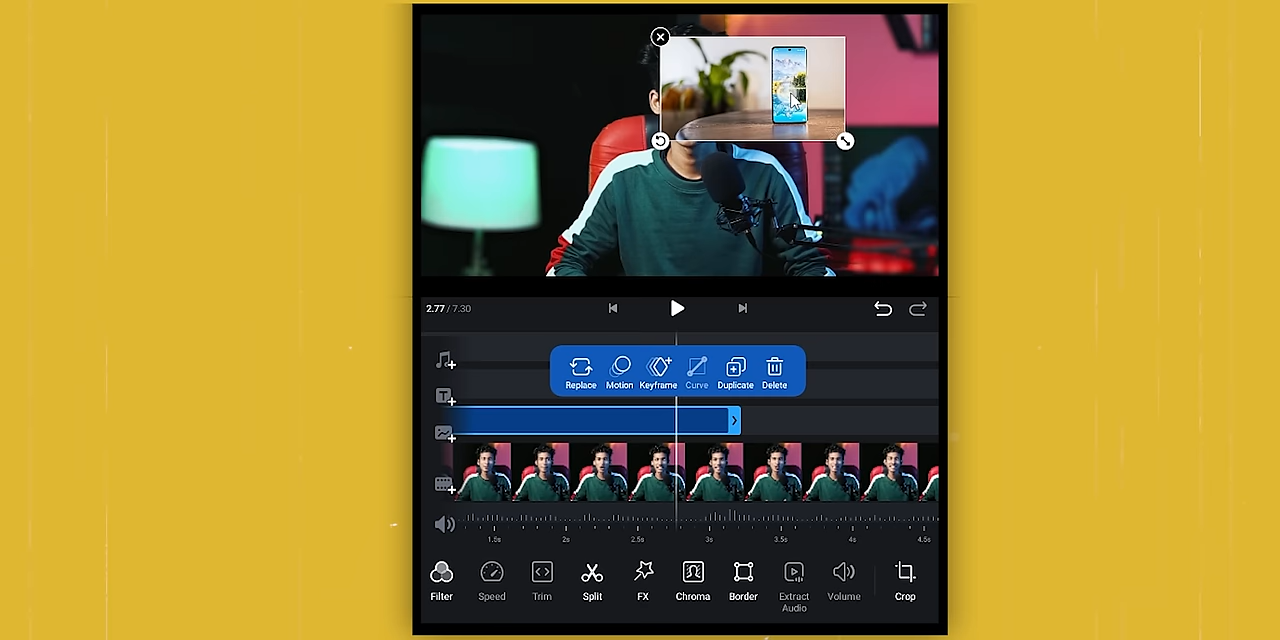 2.77 / 7.30
Replace Motion Keyframe Curve Duplicate Delete
1.5s 2s 2.5s 3s 3.5s 4s 4.5s
Filter Speed Trim Split FX Chroma Border Extract Audio Volume Crop